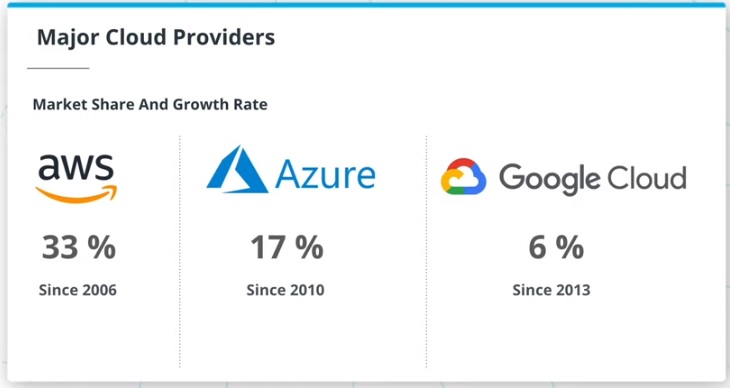 Major Cloud Providers
Market Share And Growth Rate
aws
33 %
Since 2006
Azure
17 %
Since 2010
Google Cloud
6 %
Since 2013